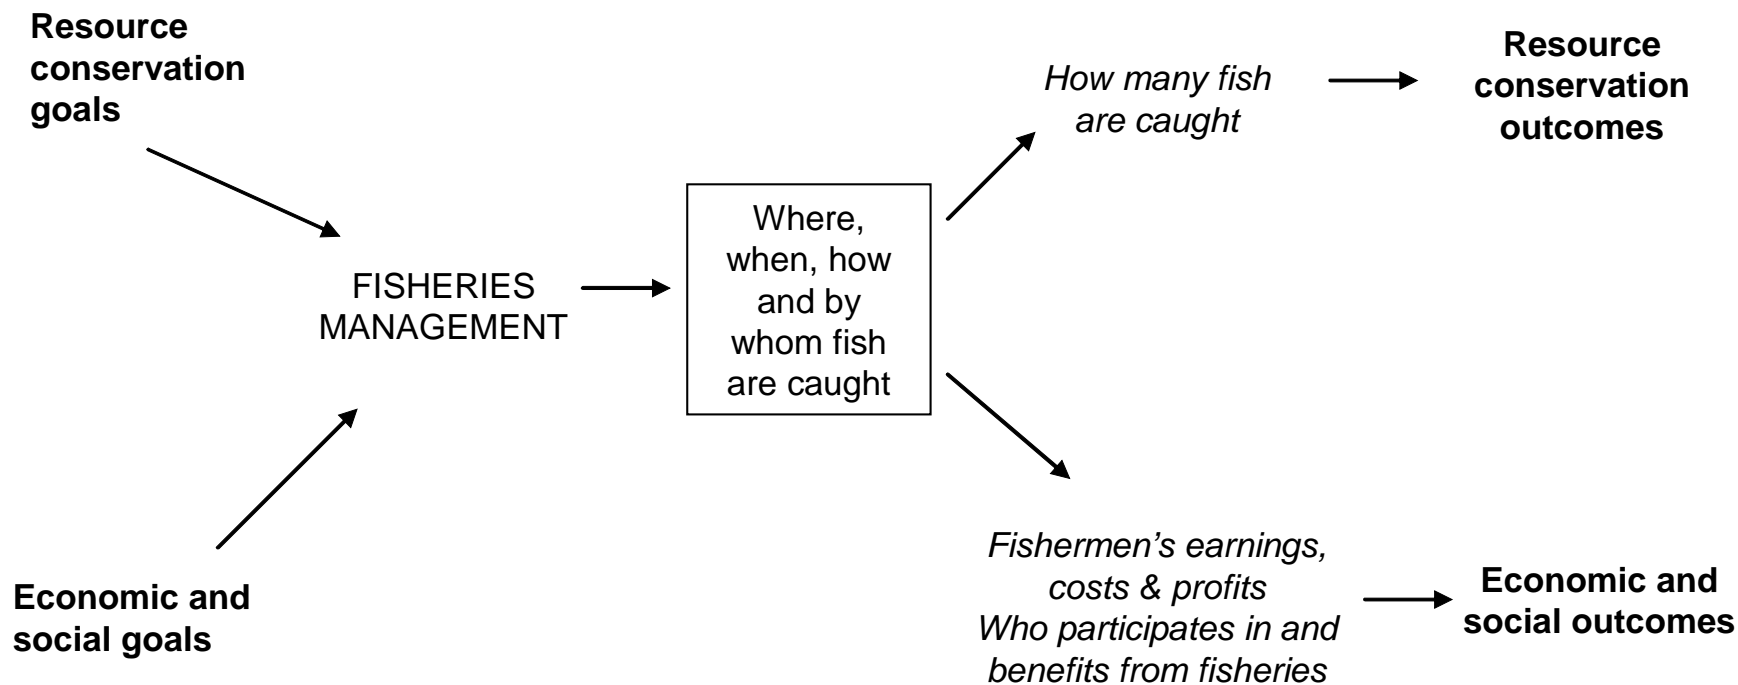 Resource
conservation
goals
How many fish
are caught
Resource
conservation
outcomes
FISHERIES
MANAGEMENT
Where,
when, how
and by
whom fish
are caught
Economic and
social goals
Fishermen’s earnings,
costs & profits
Who participates in and
benefits from fisheries
Economic and
social outcomes